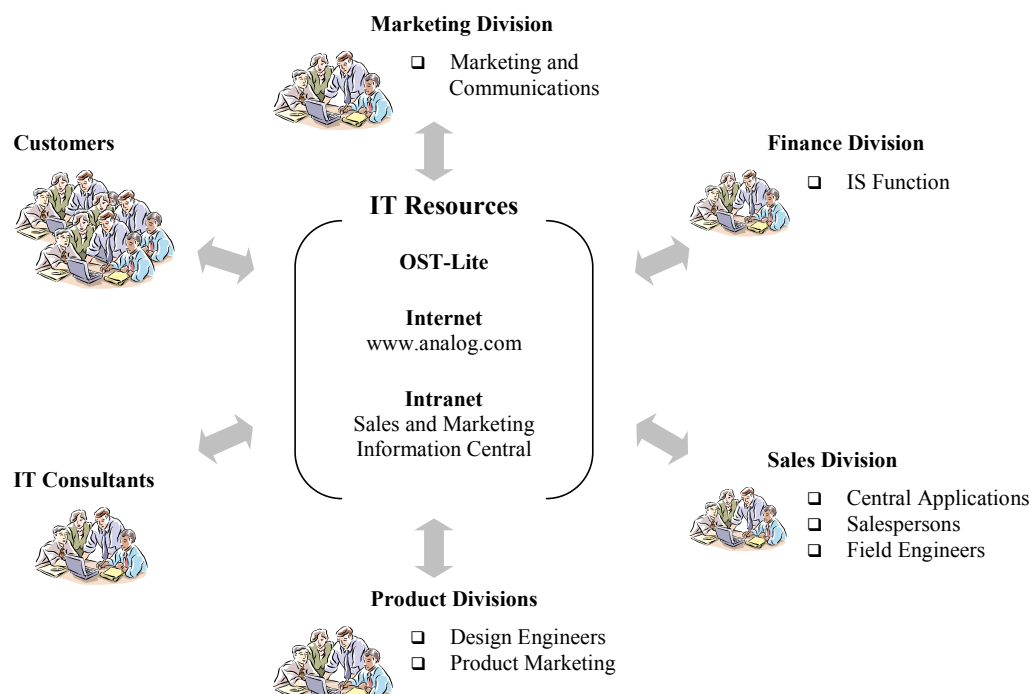 Marketing Division
❑ Marketing and
Communications
Customers
Finance Division
❑ IS Function
IT Resources
OST-Lite
Internet
www.analog.com
Intranet
Sales and Marketing
Information Central
IT Consultants
Sales Division
❑ Central Applications
❑ Salespersons
❑ Field Engineers
Product Divisions
❑ Design Engineers
❑ Product Marketing